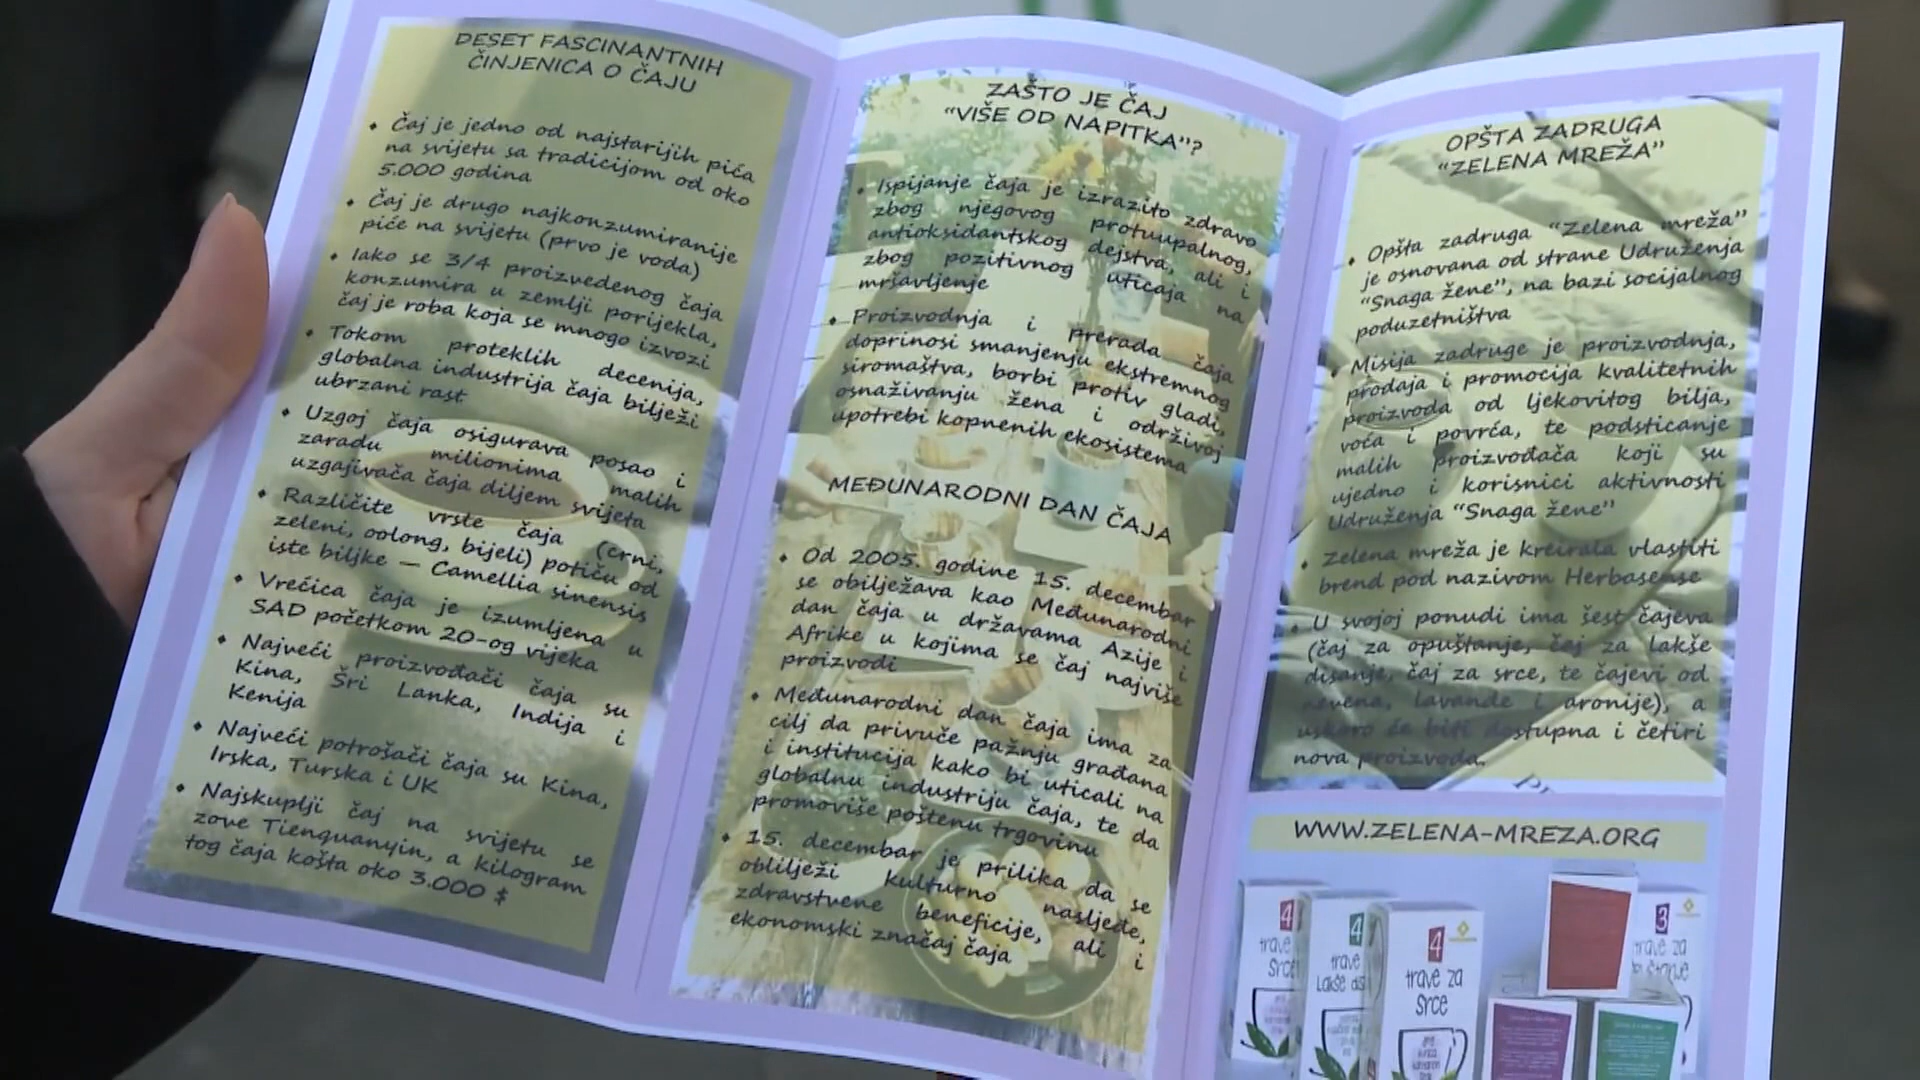 DESET FASCINANTNIH
ČINJENICA O ČAJU
• Čaj je jedno od najstarijih pića
na svijetu sa tradicijom od oko
5.000 godina
• Čaj je drugo najkonzumiranije
piće na svijetu (prvo je voda)
• Iako se 3/4 proizvedenog čaja
konzumira u zemlji porijekla,
čaj je roba koja se mnogo izvozi
• Tokom proteklih decenija,
globalna industrija čaja bilježi
ubrzani rast
• Uzgoj čaja osigurava posao i
zaradu milionima malih
uzgajivača čaja diljem svijeta
• Različite vrste čaja (crni,
zeleni, oolong, bijeli) potiču od
iste biljke — Camellia sinensis
• Vrećica čaja je izumljena u
SAD početkom 20-og vijeka
• Najveći proizvođači čaja su
Kina, Šri Lanka, Indija i
Kenija
• Najveći potrošači čaja su Kina,
Irska, Turska i UK
• Najskuplji čaj na svijetu se
zove Tienguanyin, a kilogram
tog čaja košta oko 3.000 $
ZAŠTO JE ČAJ
“VIŠE OD NAPITKA”?
• Ispijanje čaja je izrazito zdravo
zbog njegovog protuupalnog,
antioksidantskog dejstva, ali i
zbog pozitivnog uticaja na
mršavljenje
• Proizvodnja i prerada čaja
doprinosi smanjenju ekstremnog
siromaštva, borbi protiv gladi,
osnaživanju žena i održivoj
upotrebi kopnenih ekosistema
MEĐUNARODNI DAN ČAJA
• Od 2005. godine 15. decembar
se obilježava kao Međunarodni
dan čaja u državama Azije i
Afrike u kojima se čaj najviše
proizvodi
• Međunarodni dan čaja ima za
cilj da privuče pažnju građana
i institucija kako bi uticali na
globalnu industriju čaja, te da
promoviše poštenu trgovinu
• 15. decembar je prilika da se
oblilježi kulturno nasljeđe,
zdravstvene beneficije, ali i
ekonomski značaj čaja
OPŠTA ZADRUGA
“ZELENA MREŽA”
• Opšta zadruga “Zelena mreža”
je osnovana od strane Udruženja
“Snaga žene”, na bazi socijalnog
poduzetništva
• Misija zadruge je proizvodnja,
prodaja i promocija kvalitetnih
proizvoda od ljekovitog bilja,
voća i povrća, te podsticanje
malih proizvođača koji su
ujedno i korisnici aktivnosti
Udruženja “Snaga žene”
• Zelena mreža je kreirala vlastiti
brend pod nazivom Herbasense
• U svojoj ponudi ima šest čajeva
(čaj za opuštanje, čaj za lakše
disanje, čaj za srce, te čajevi od
nevena, lavande i aronije), a
uskoro će biti dostupna i četiri
nova proizvoda.
WWW.ZELENA-MREZA.ORG
4
trave
srce
4
trave
Lakše
4
trave za
srce
3
trave za